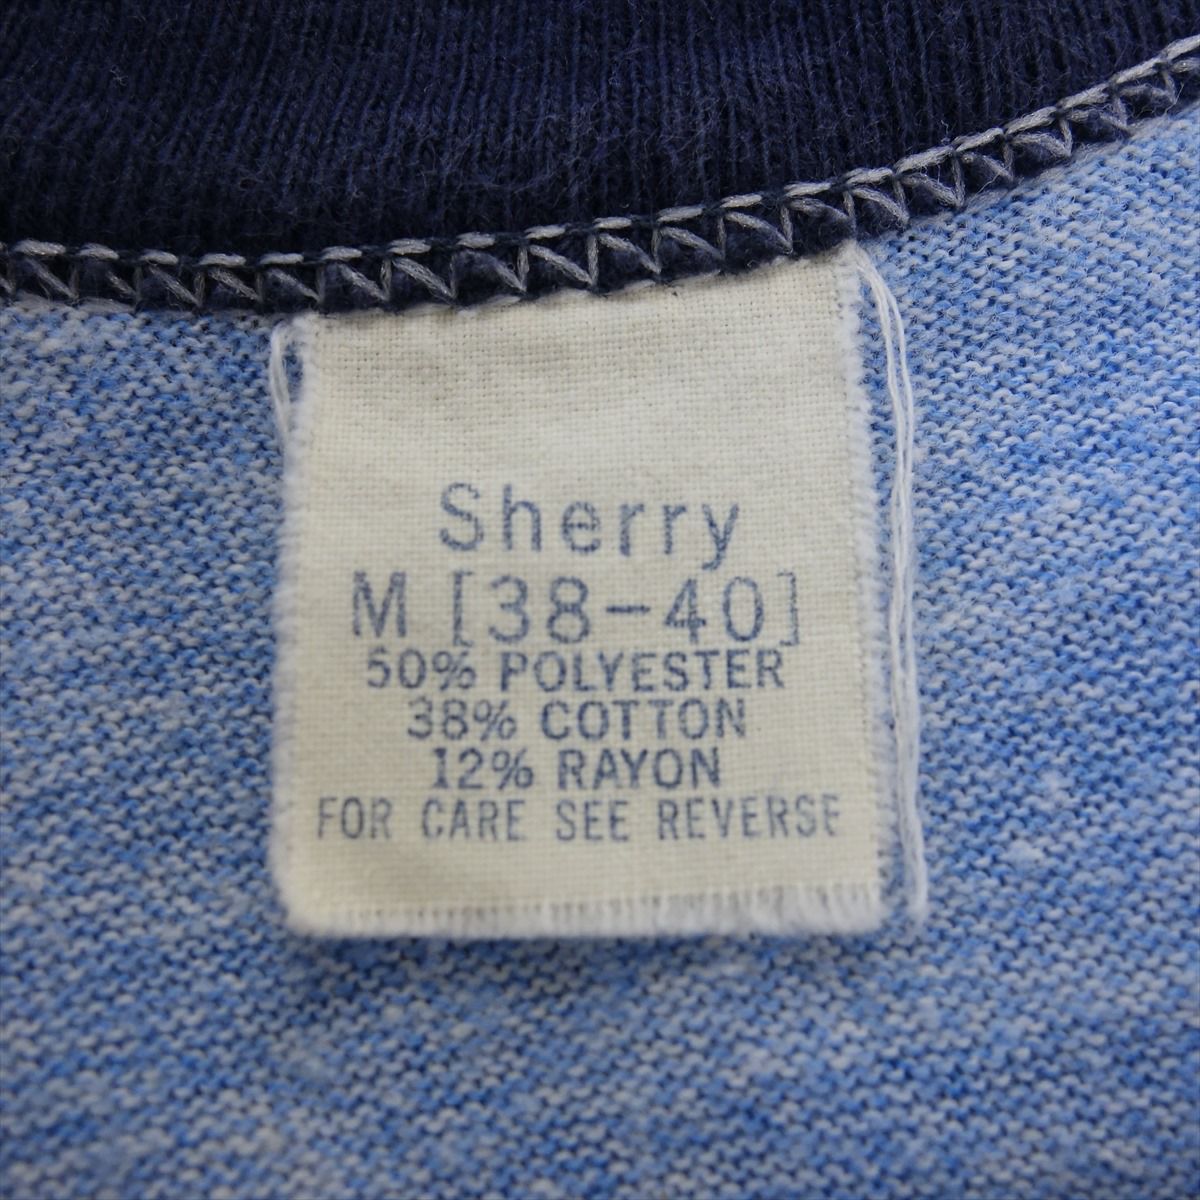 Sherry
M [38-40]
50% POLYESTER
38% COTTON
12% RAYON
FOR CARE SEE REVERSE